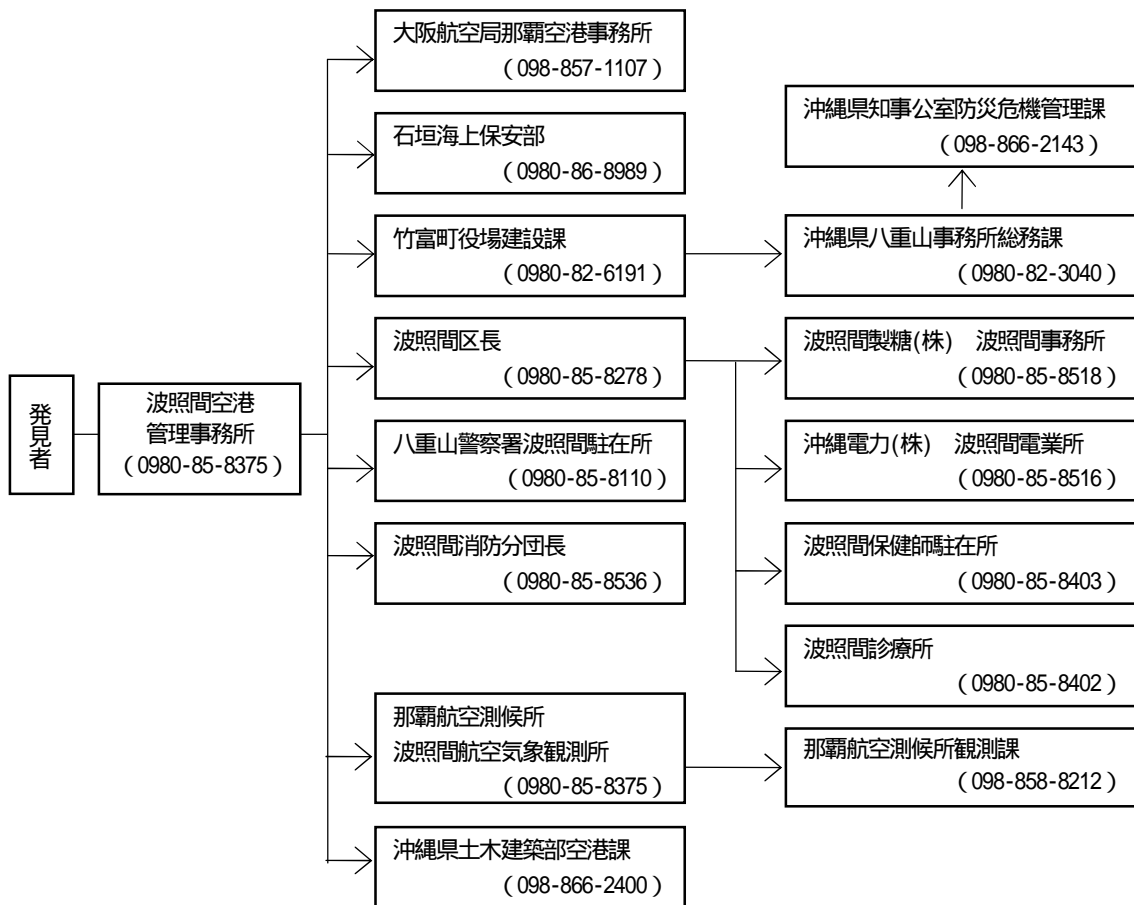 発見者
波照間空港
管理事務所
(0980-85-8375)
大阪航空局那覇空港事務所
(098-857-1107)
石垣海上保安部
(0980-86-8989)
竹富町役場建設課
(0980-82-6191)
波照間区長
(0980-85-8278)
八重山警察署波照間駐在所
(0980-85-8110)
波照間消防分団長
(0980-85-8536)
那覇航空測候所
波照間航空気象観測所
(0980-85-8375)
沖縄県土木建築部空港課
(098-866-2400)
沖縄県知事公室防災危機管理課
(098-866-2143)
沖縄県八重山事務所総務課
(0980-82-3040)
波照間製糖(株)　波照間事務所
(0980-85-8518)
沖縄電力(株)　波照間電業所
(0980-85-8516)
波照間保健師駐在所
(0980-85-8403)
波照間診療所
(0980-85-8402)
那覇航空測候所観測課
(098-858-8212)